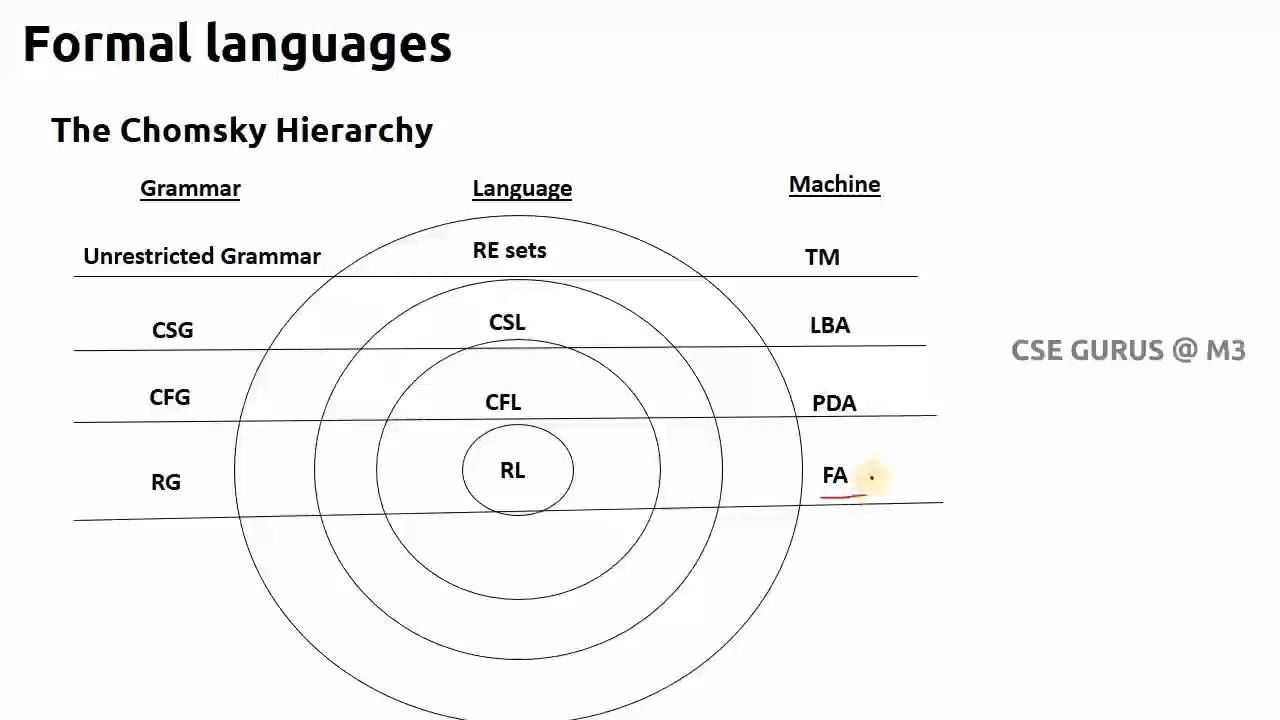 Formal languages
The Chomsky Hierarchy
Grammar Language Machine
Unrestricted Grammar RE sets TM
CSG CSL LBA
CSE GURUS @ M3
CFG CFL PDA
RG RL FA